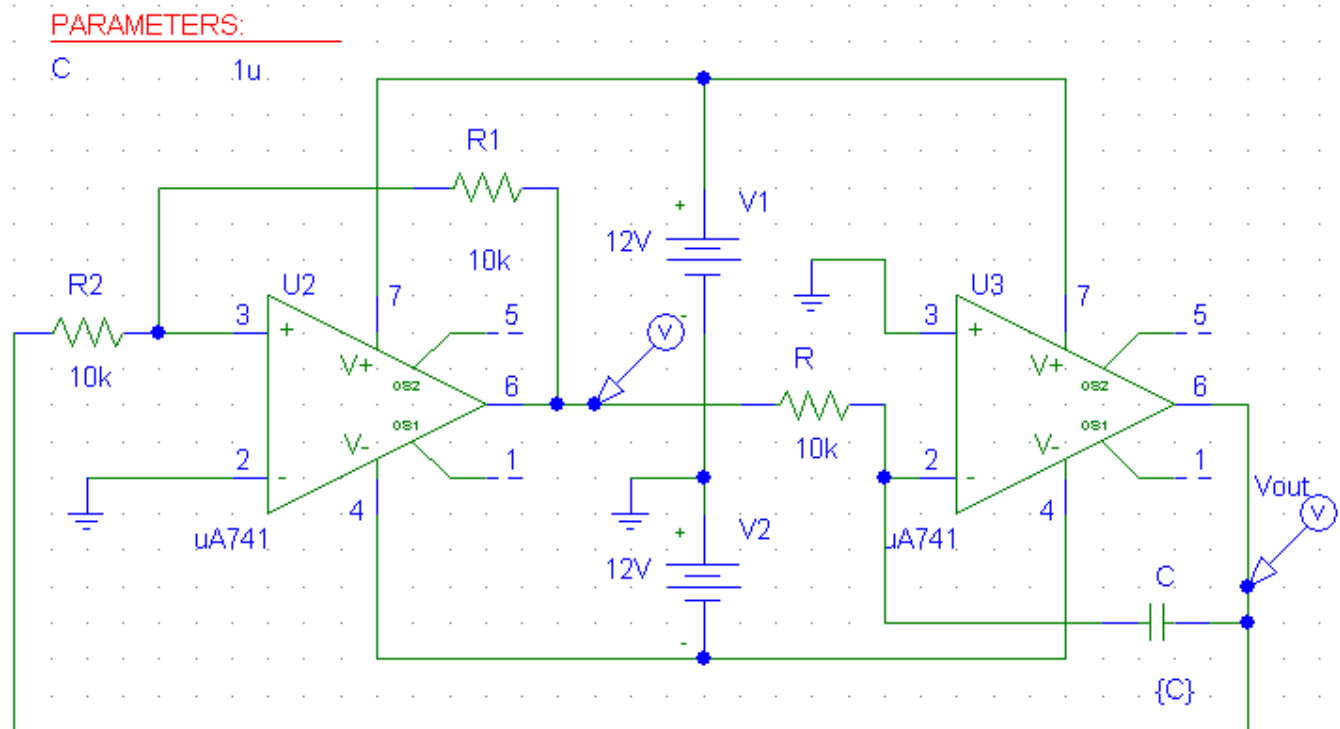 PARAMETERS:
C 1u
R1
10k
R2
10k
U2
3
+
2
-
7
V+
5
OS2
6
OS1
V-
1
4
uA741
V
+
V1
12V
-
R
10k
+
V2
12V
-
U3
3
+
2
-
7
V+
5
OS2
6
OS1
V-
1
4
uA741
Vout
V
C
{C}